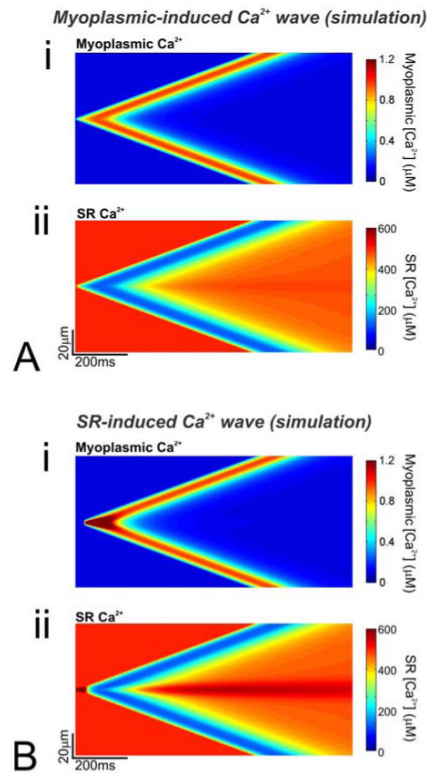 Myoplasmic-induced Ca²⁺ wave (simulation)
i
Myoplasmic Ca²⁺
1.2
0.8
0.4
0
Myoplasmic [Ca²⁺] (μM)
ii
SR Ca²⁺
600
400
200
0
SR [Ca²⁺] (μM)
A
20μm
200ms
SR-induced Ca²⁺ wave (simulation)
i
Myoplasmic Ca²⁺
1.2
0.8
0.4
0
Myoplasmic [Ca²⁺] (μM)
ii
SR Ca²⁺
600
400
200
0
SR [Ca²⁺] (μM)
B
20μm
200ms